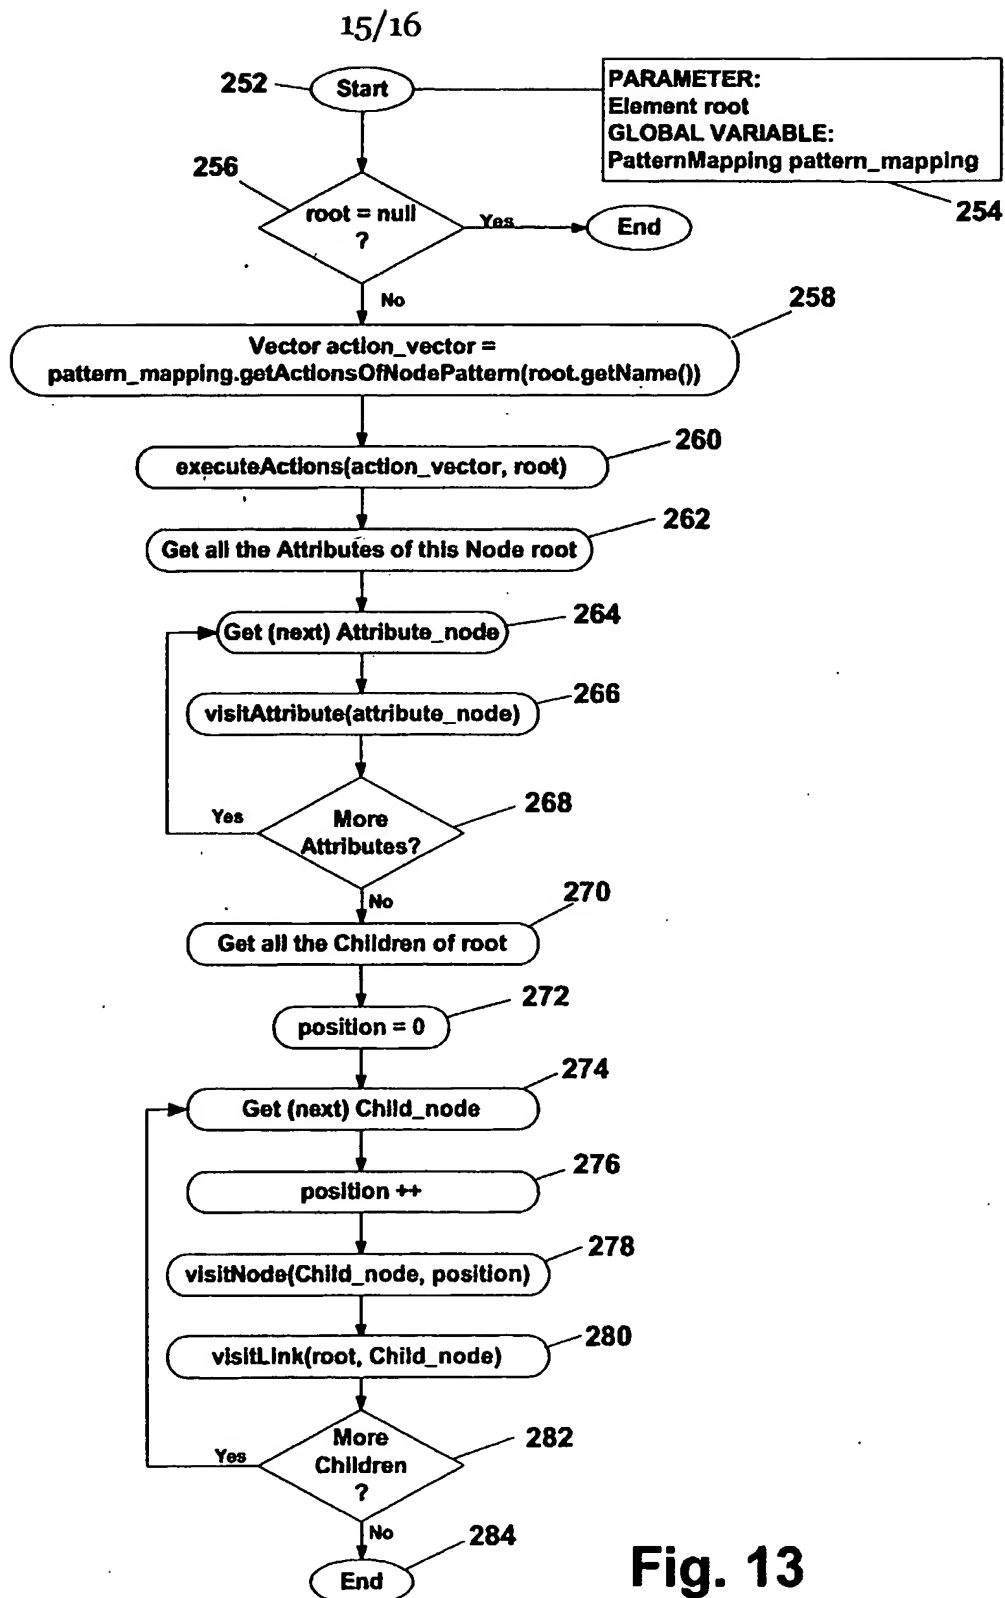 15/16
252
Start
PARAMETER:
Element root
GLOBAL VARIABLE:
PatternMapping pattern_mapping
254
256
root = null
?
Yes
End
No
258
Vector action_vector =
pattern_mapping.getActionsOfNodePattern(root.getName())
260
executeActions(action_vector, root)
262
Get all the Attributes of this Node root
264
Get (next) Attribute_node
266
visitAttribute(attribute_node)
268
More
Attributes?
Yes
No
270
Get all the Children of root
272
position = 0
274
Get (next) Child_node
276
position ++
278
visitNode(Child_node, position)
280
visitLink(root, Child_node)
282
More
Children
?
Yes
No
284
End
Fig. 13